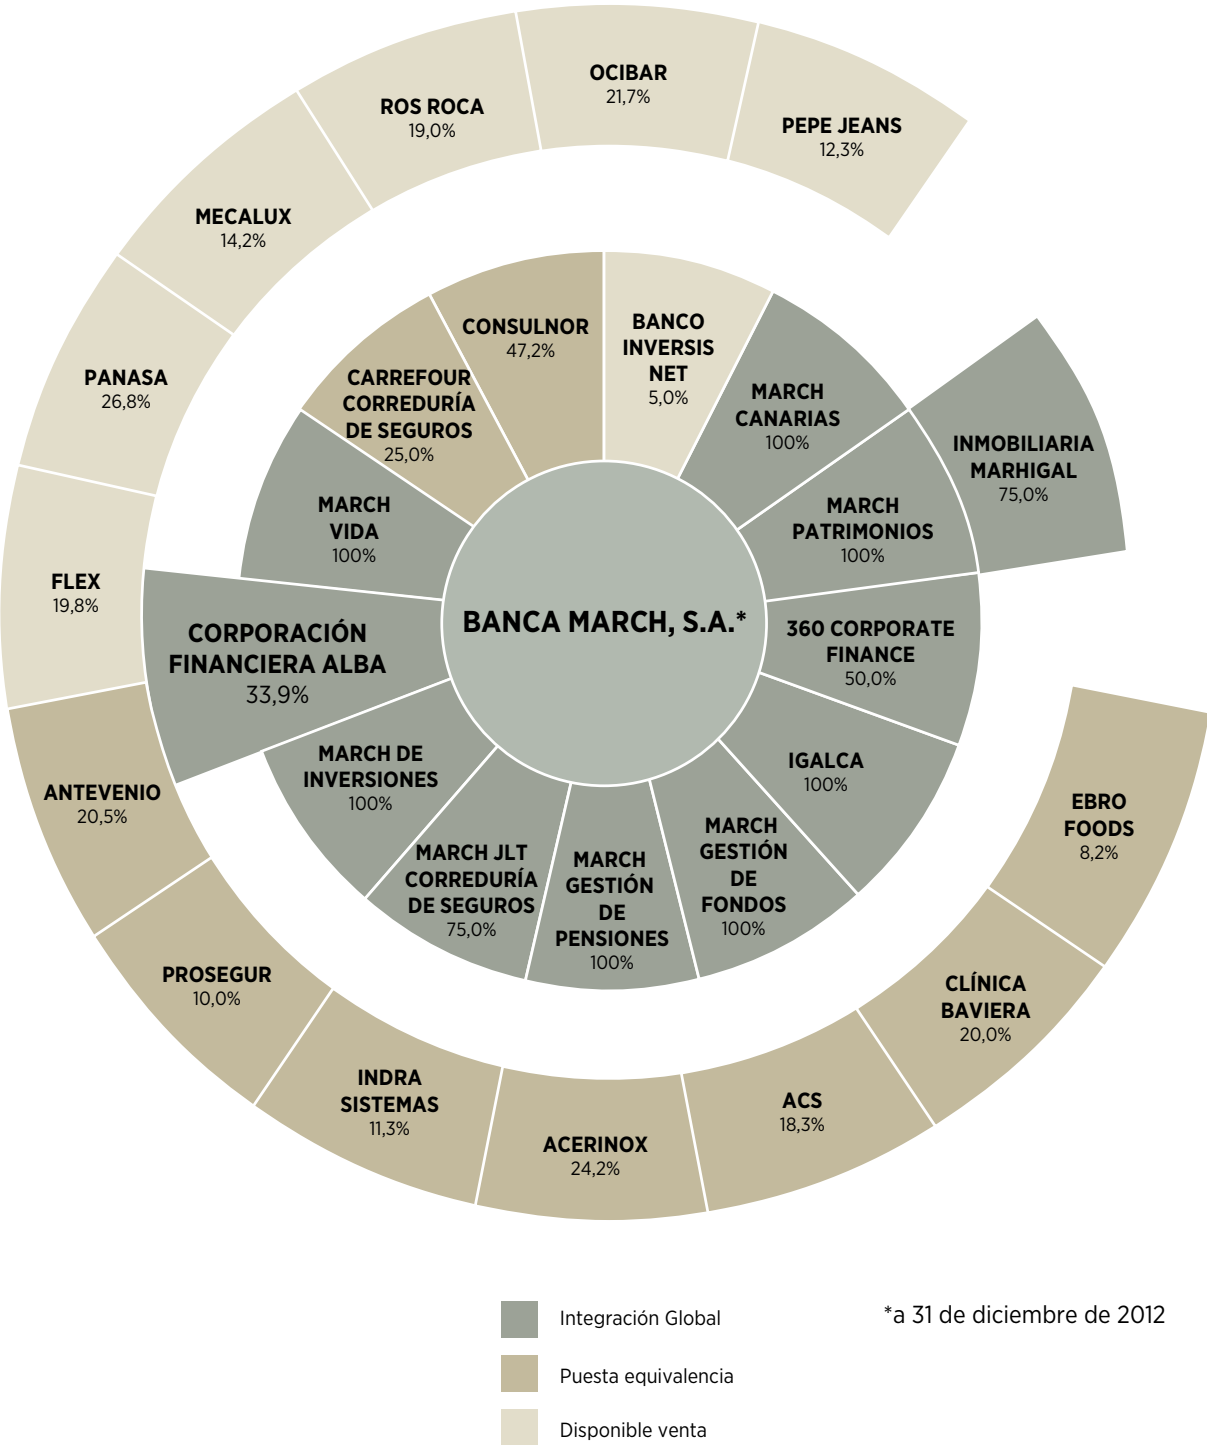 OCIBAR
21,7%
ROS ROCA
19,0%
PEPE JEANS
12,3%
MECALUX
14,2%
PANASA
26,8%
FLEX
19,8%
ANTEVENIO
20,5%
PROSEGUR
10,0%
INDRA
SISTEMAS
11,3%
ACERINOX
24,2%
ACS
18,3%
CLÍNICA
BAVIERA
20,0%
EBRO
FOODS
8,2%
CONSULNOR
47,2%
BANCO
INVERSIS
NET
5,0%
MARCH
CANARIAS
100%
INMOBILIARIA
MARHIGAL
75,0%
MARCH
PATRIMONIOS
100%
360 CORPORATE
FINANCE
50,0%
IGALCA
100%
MARCH
GESTIÓN
DE
FONDOS
100%
MARCH
GESTIÓN
DE
PENSIONES
100%
MARCH JLT
CORREDURÍA
DE SEGUROS
75,0%
MARCH DE
INVERSIONES
100%
CORPORACIÓN
FINANCIERA ALBA
33,9%
MARCH
VIDA
100%
CARREFOUR
CORREDURÍA
DE SEGUROS
25,0%
BANCA MARCH, S.A.*
Integración Global
Puesta equivalencia
Disponible venta
*a 31 de diciembre de 2012